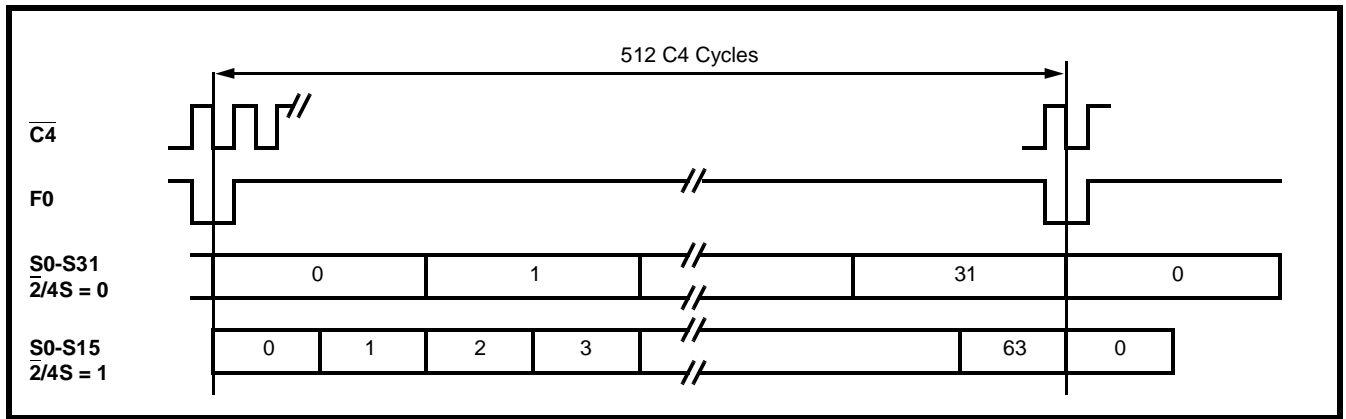 512 C4 Cycles
C4
F0
S0-S31
2/4S = 0
0 1 31 0
S0-S15
2/4S = 1
0 1 2 3 63 0